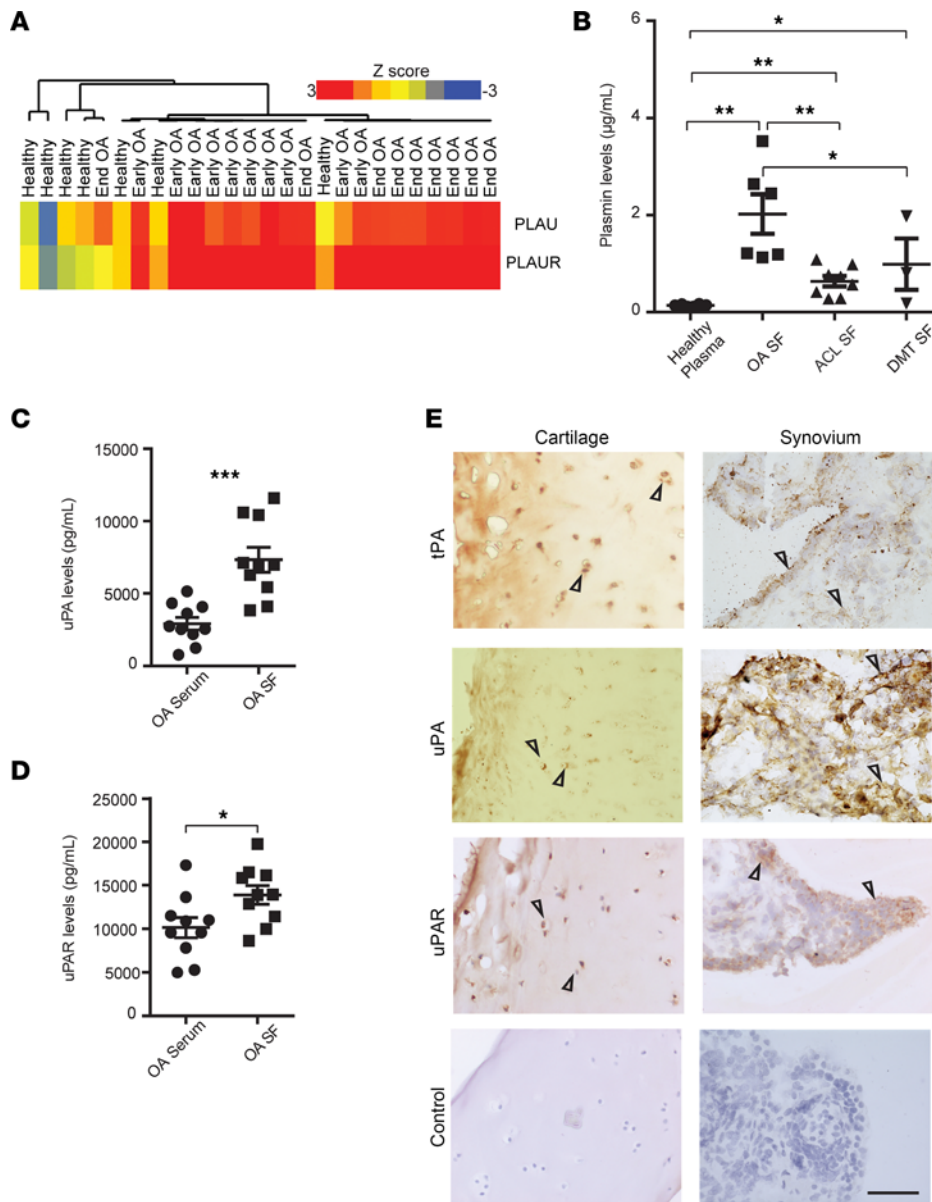 A
Z score
3
-3
Healthy
Healthy
Healthy
Healthy
End OA
Healthy
Early OA
Healthy
Early OA
Early OA
Early OA
Early OA
Early OA
Early OA
Early OA
End OA
Healthy
Early OA
Early OA
End OA
End OA
End OA
End OA
End OA
End OA
End OA
PLAU
PLAUR
B
*
**
**
**
*
Plasmin levels (µg/mL)
6
4
2
0
Healthy
Plasma
OA SF
ACL SF
DMT SF
C
***
uPA levels (pg/mL)
15000
10000
5000
0
OA Serum
OA SF
D
*
uPAR levels (pg/mL)
25000
20000
15000
10000
5000
0
OA Serum
OA SF
E
Cartilage
Synovium
tPA
uPA
uPAR
Control